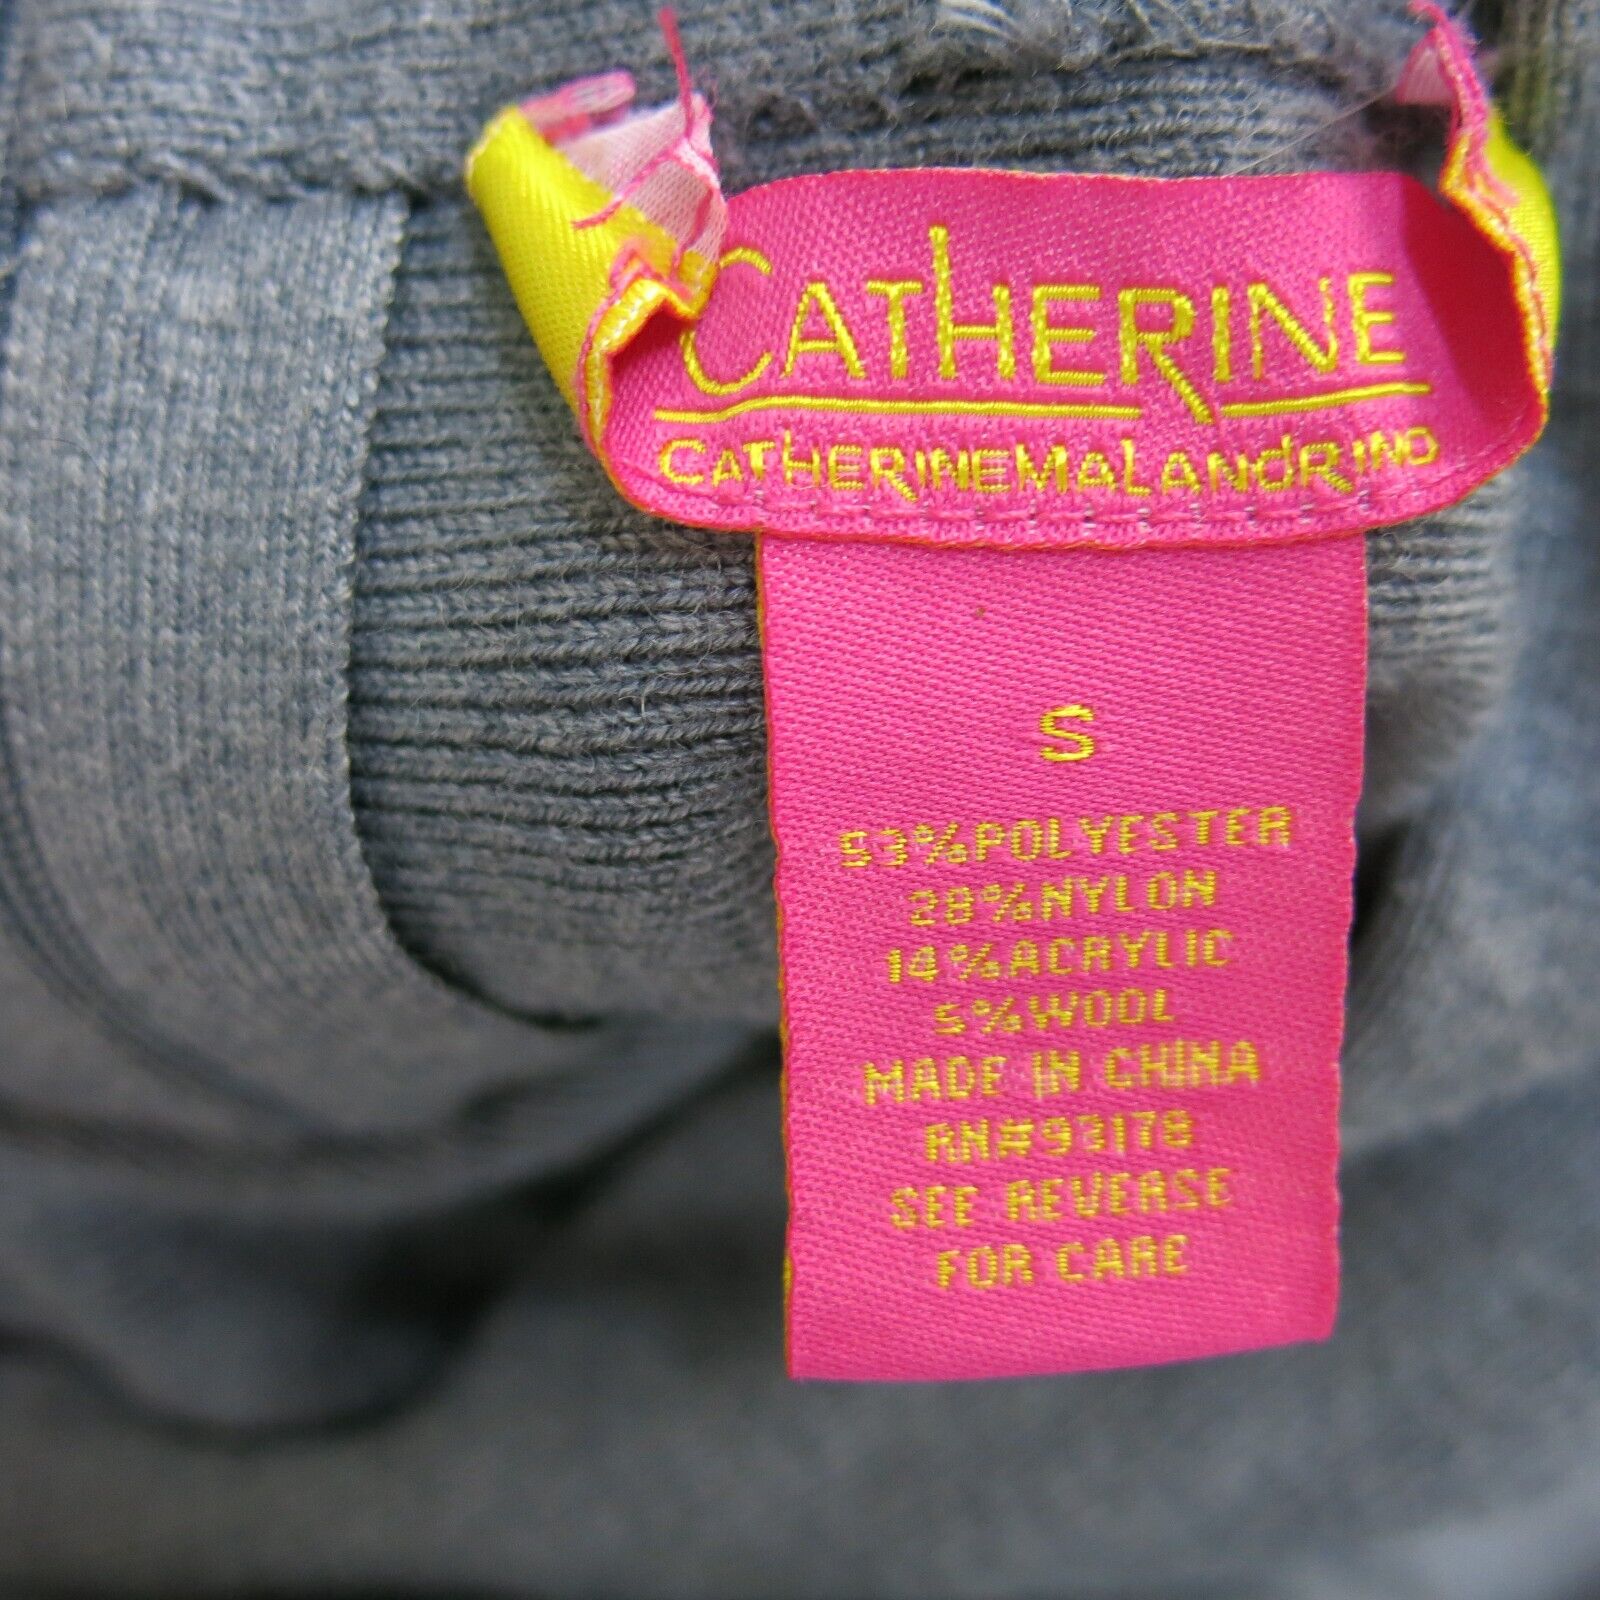 CATHERINE
CATHERINEMALANDRINO
S
53%POLYESTER
28%NYLON
14%ACRYLIC
5%WOOL
MADE IN CHINA
RN#93178
SEE REVERSE
FOR CARE